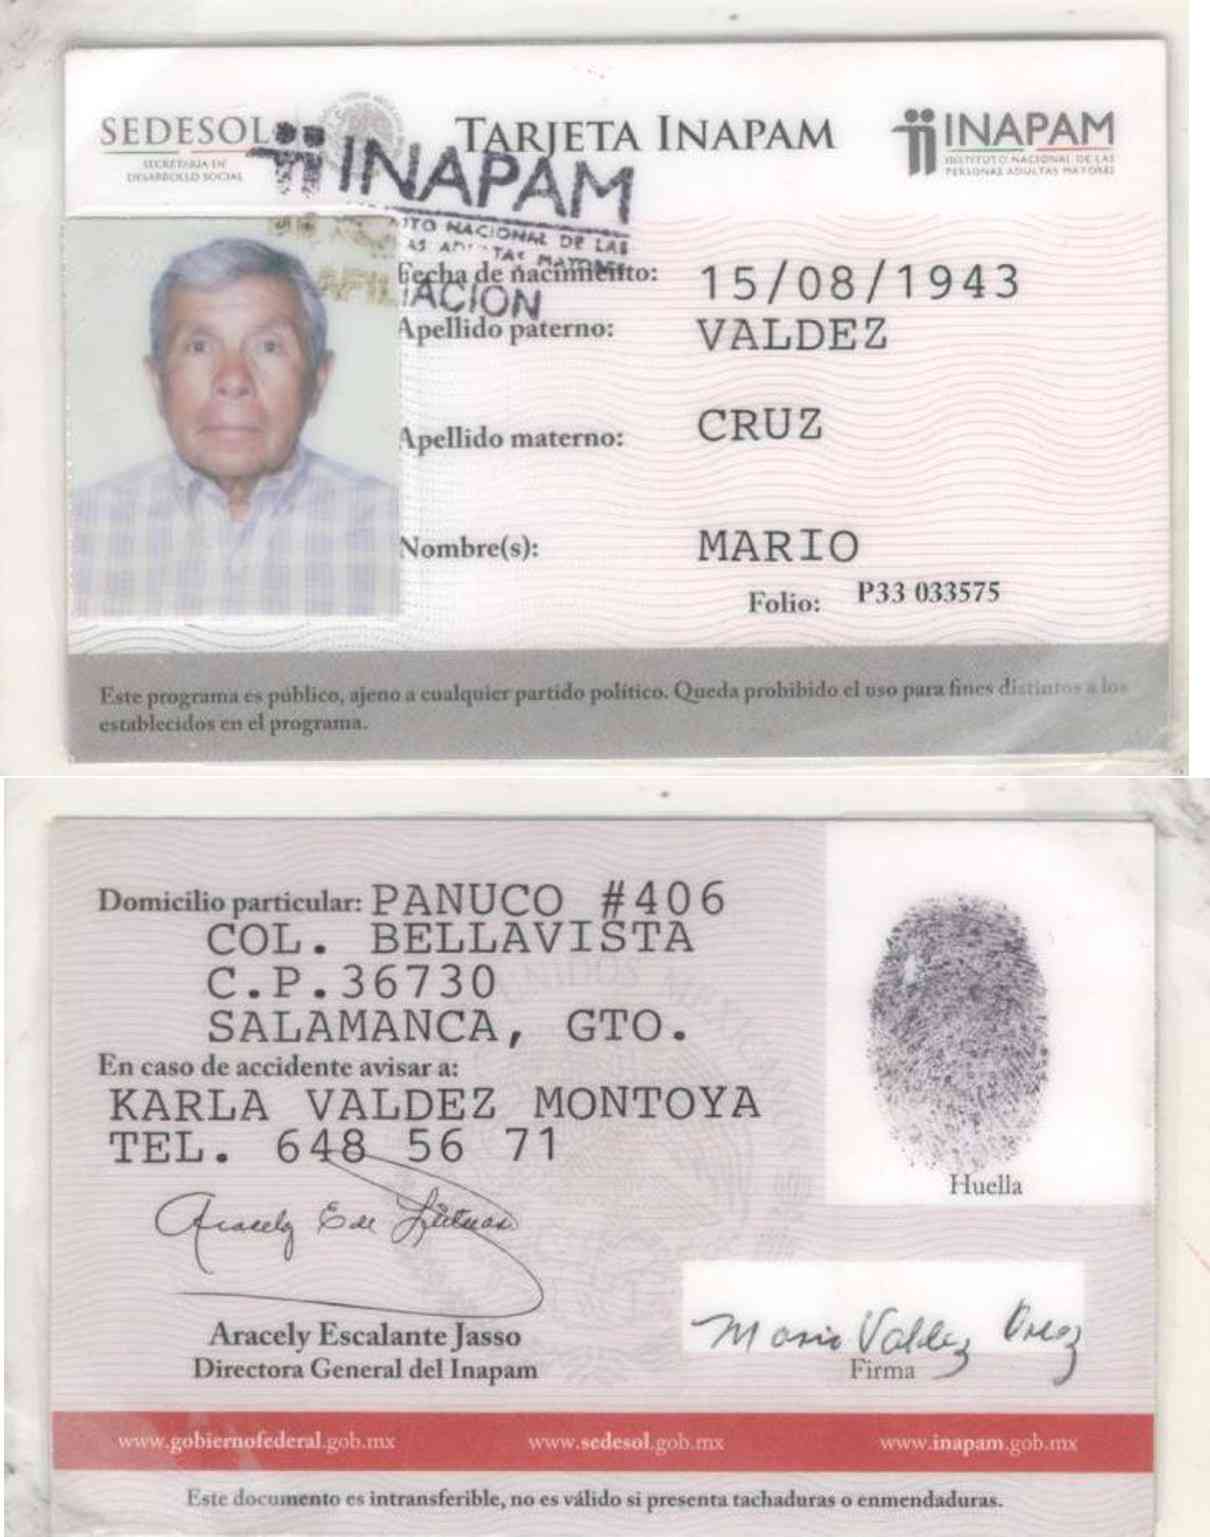 SEDESOL
SECRETARÍA DE
DESARROLLO SOCIAL
TARJETA INAPAM
INAPAM
INSTITUTO NACIONAL DE LAS
PERSONAS ADULTAS MAYORES
INAPAM
NACIONAL DE LAS
Fecha de nacimiento: 15/08/1943
Apellido paterno: VALDEZ
Apellido materno: CRUZ
Nombre(s): MARIO
Folio: P33 033575
Este programa es público, ajeno a cualquier partido político. Queda prohibido el uso para fines distintos a los
establecidos en el programa.
Domicilio particular: PANUCO #406
COL. BELLAVISTA
C.P.36730
SALAMANCA, GTO.
En caso de accidente avisar a:
KARLA VALDEZ MONTOYA
TEL. 648 56 71
Huella
Aracely Escalante Jasso
Directora General del Inapam
Mario Valdez Cruz
Firma
www.gobiernofederal.gob.mx www.sedesol.gob.mx www.inapam.gob.mx
Este documento es intransferible, no es válido si presenta tachaduras o enmendaduras.